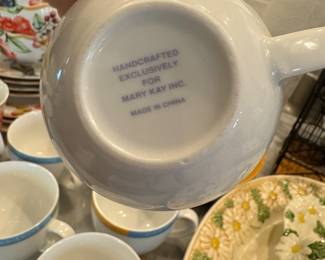 HANDCRAFTED
EXCLUSIVELY
FOR
MARY KAY INC.
MADE IN CHINA